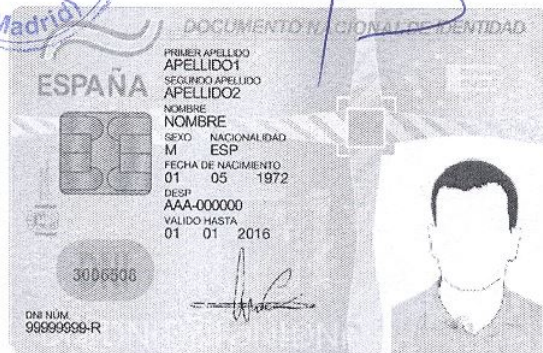 Madrid)
DOCUMENTO NACIONAL DE IDENTIDAD
ESPAÑA
PRIMER APELLIDO
APELLIDO1
SEGUNDO APELLIDO
APELLIDO2
NOMBRE
NOMBRE
SEXO NACIONALIDAD
M ESP
FECHA DE NACIMIENTO
01 05 1972
DESP
AAA-000000
VALIDO HASTA
01 01 2016
3006508
DNI NÚM.
99999999-R